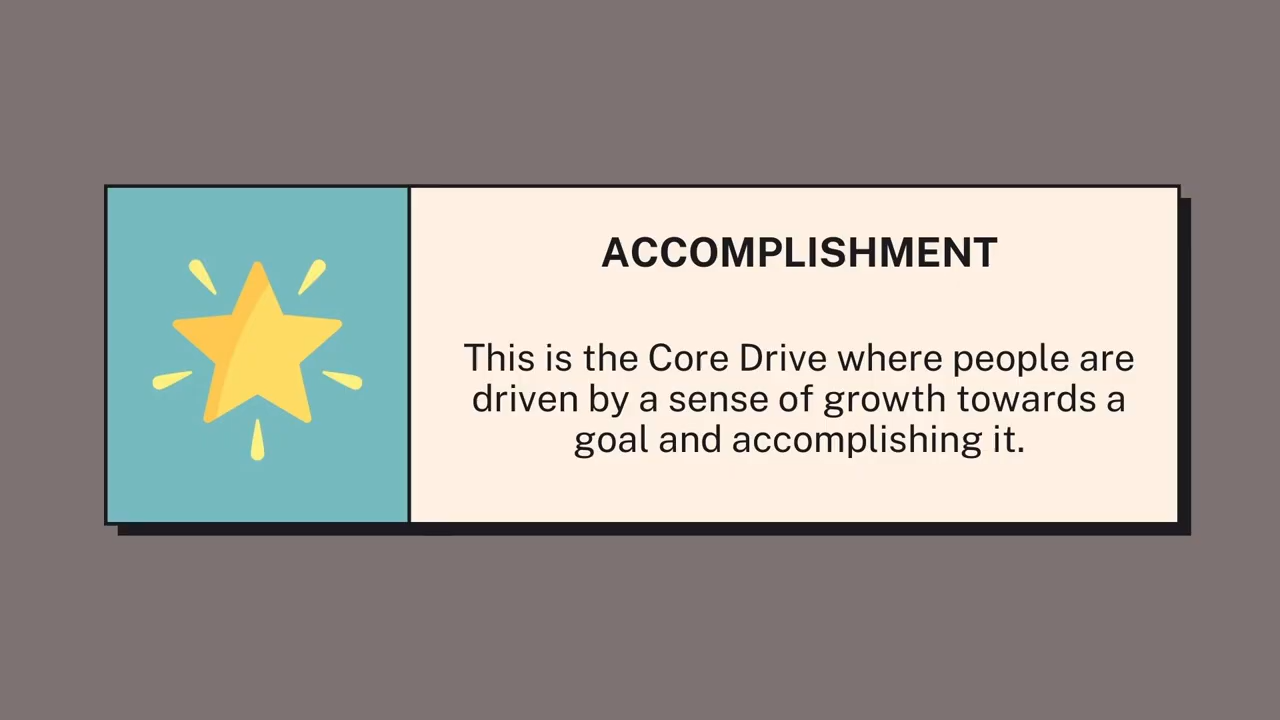 ACCOMPLISHMENT
This is the Core Drive where people are
driven by a sense of growth towards a
goal and accomplishing it.